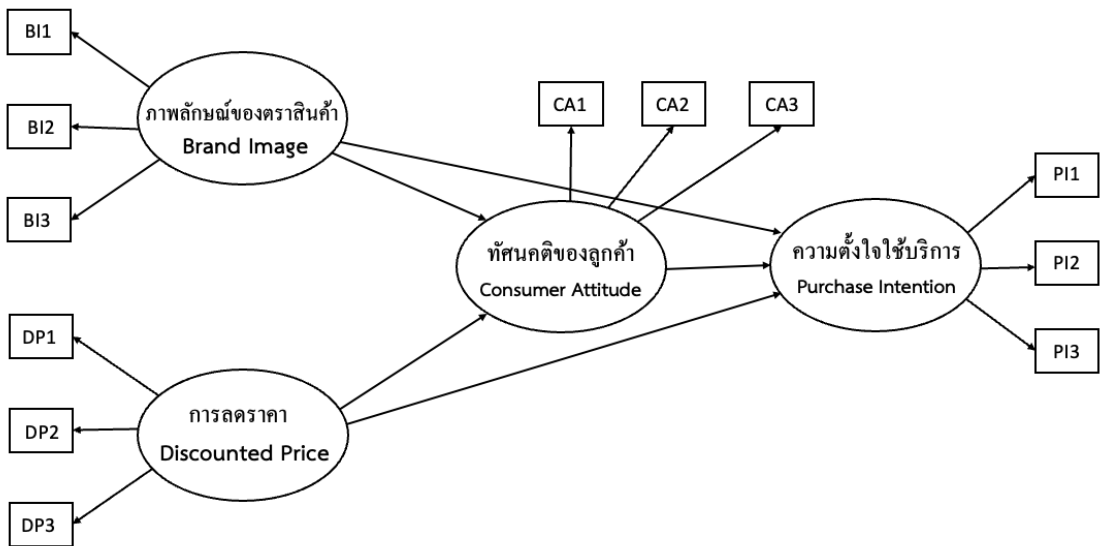 BI1
BI2
BI3
ภาพลักษณ์ของตราสินค้า
Brand Image
CA1
CA2
CA3
ทัศนคติของลูกค้า
Consumer Attitude
ความตั้งใจใช้บริการ
Purchase Intention
PI1
PI2
PI3
DP1
DP2
DP3
การลดราคา
Discounted Price